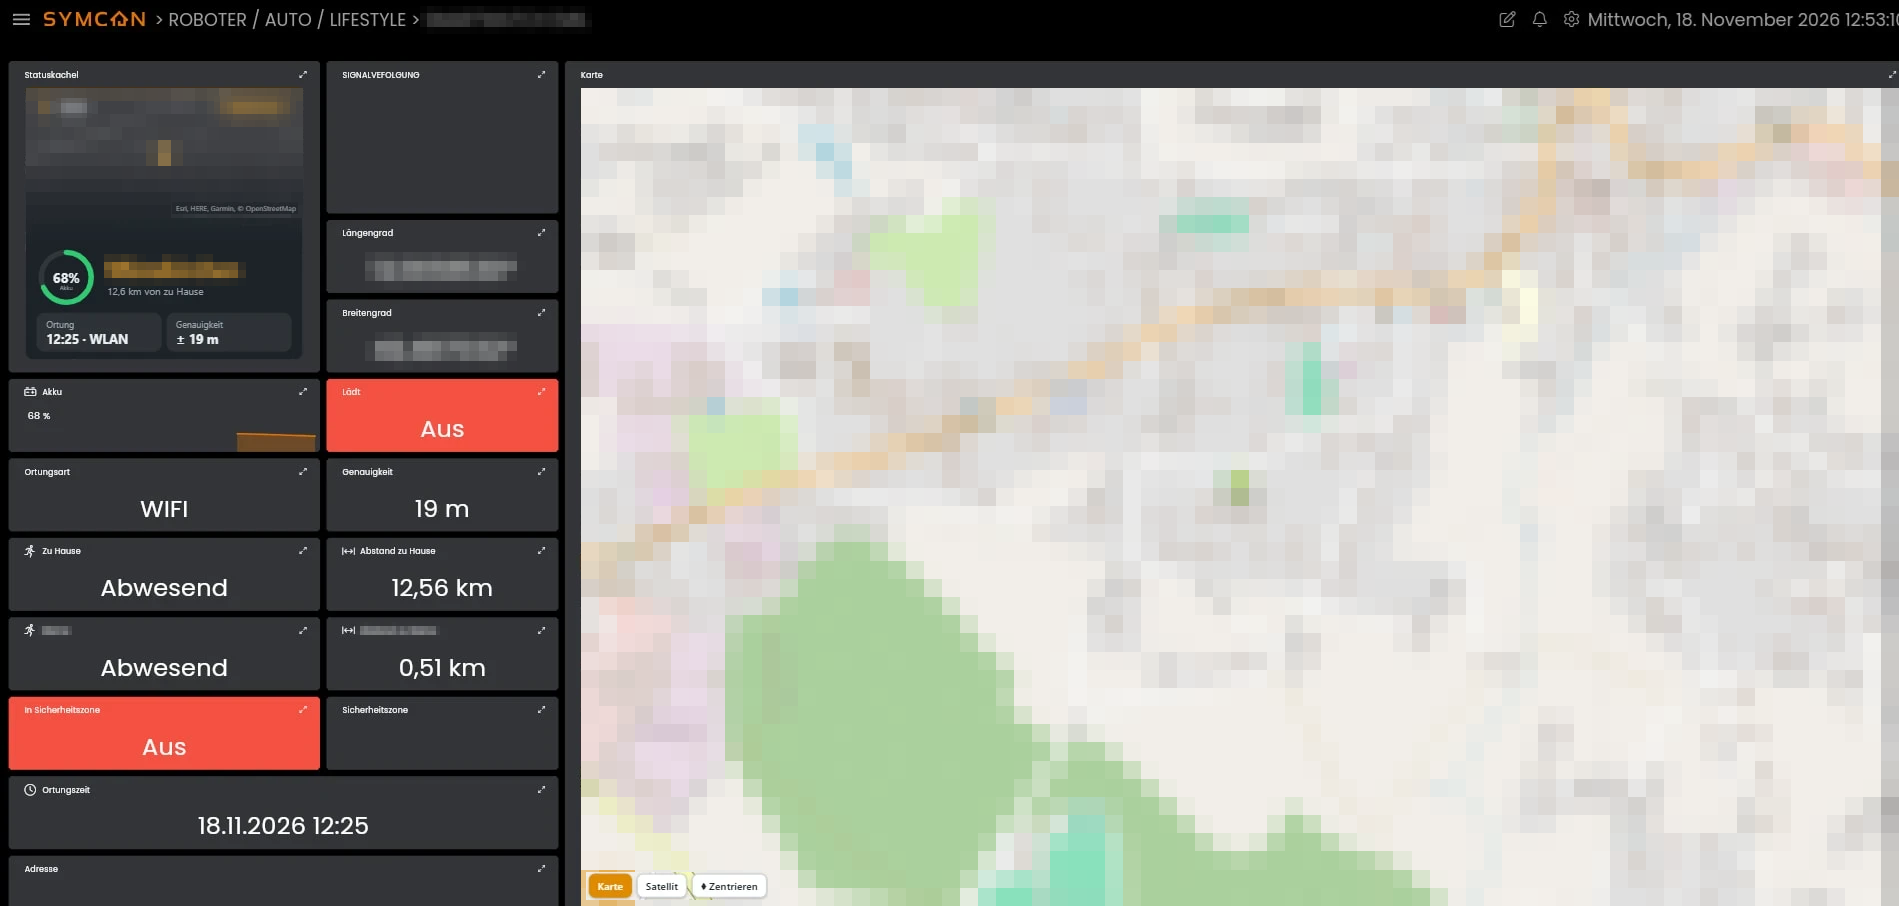 SYMCON > ROBOTER / AUTO / LIFESTYLE >
Mittwoch, 18. November 2026 12:53:10
Statuskachel
Esri, HERE, Garmin, © OpenStreetMap
68%
Akku
12,6 km von zu Hause
Ortung
12:25 - WLAN
Genauigkeit
± 19 m
SIGNALVEFOLGUNG
Längengrad
Breitengrad
Akku
68 %
Lädt
Aus
Ortungsart
WIFI
Genauigkeit
19 m
Zu Hause
Abwesend
Abstand zu Hause
12,56 km
Abwesend
0,51 km
In Sicherheitszone
Aus
Sicherheitszone
Ortungszeit
18.11.2026 12:25
Adresse
Karte
Karte
Satellit
Zentrieren